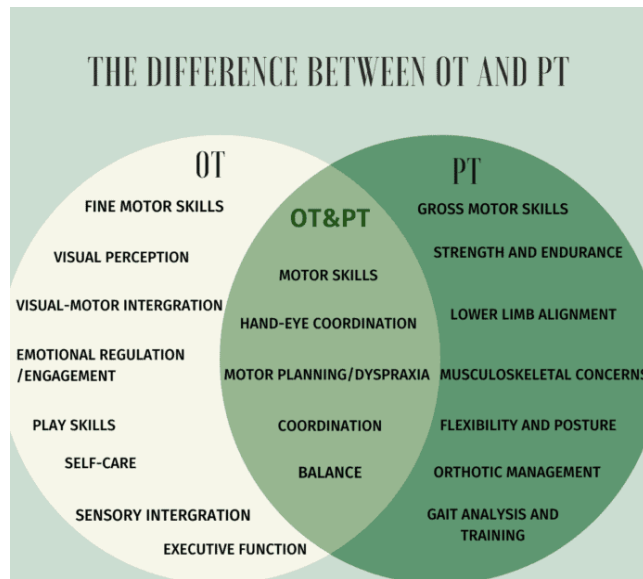 THE DIFFERENCE BETWEEN OT AND PT
OT
FINE MOTOR SKILLS
VISUAL PERCEPTION
VISUAL-MOTOR INTERGRATION
EMOTIONAL REGULATION
/ENGAGEMENT
PLAY SKILLS
SELF-CARE
SENSORY INTERGRATION
EXECUTIVE FUNCTION
OT&PT
MOTOR SKILLS
HAND-EYE COORDINATION
MOTOR PLANNING/DYSPRAXIA
COORDINATION
BALANCE
PT
GROSS MOTOR SKILLS
STRENGTH AND ENDURANCE
LOWER LIMB ALIGNMENT
MUSCULOSKELETAL CONCERNS
FLEXIBILITY AND POSTURE
ORTHOTIC MANAGEMENT
GAIT ANALYSIS AND
TRAINING